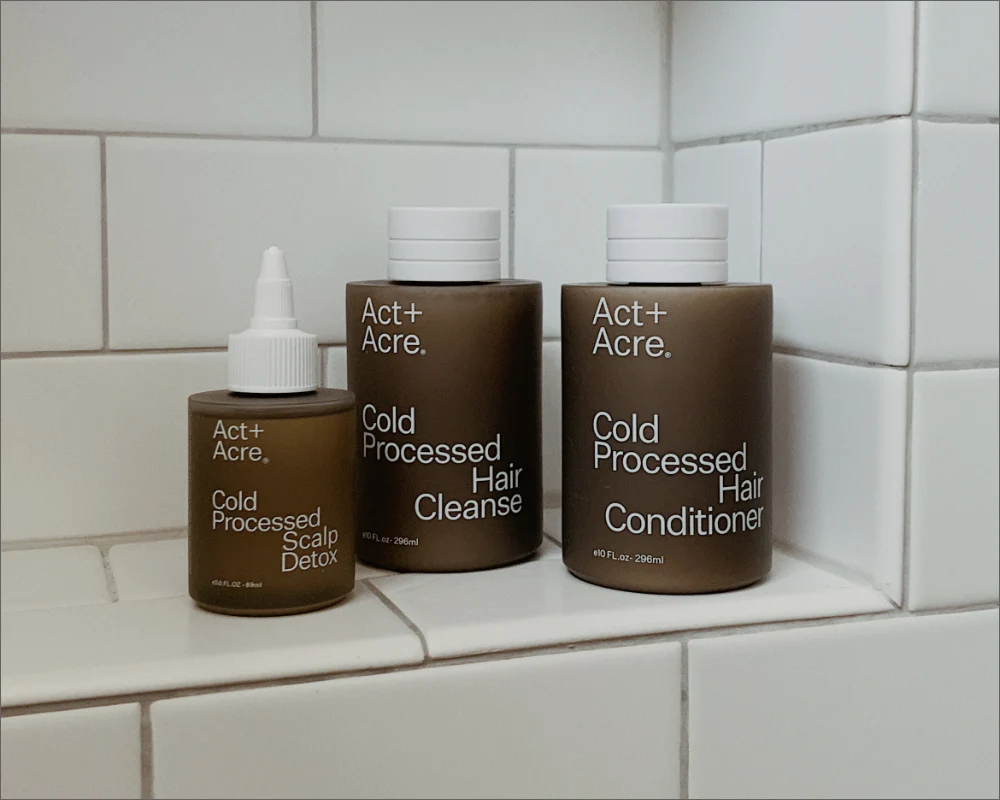 Act+
Acre®
Cold
Processed
Scalp
Detox
Act+
Acre®
Cold
Processed
Hair
Cleanse
e10 FL.oz- 296ml
Act+
Acre®
Cold
Processed
Hair
Conditioner
e10 FL.oz- 296ml